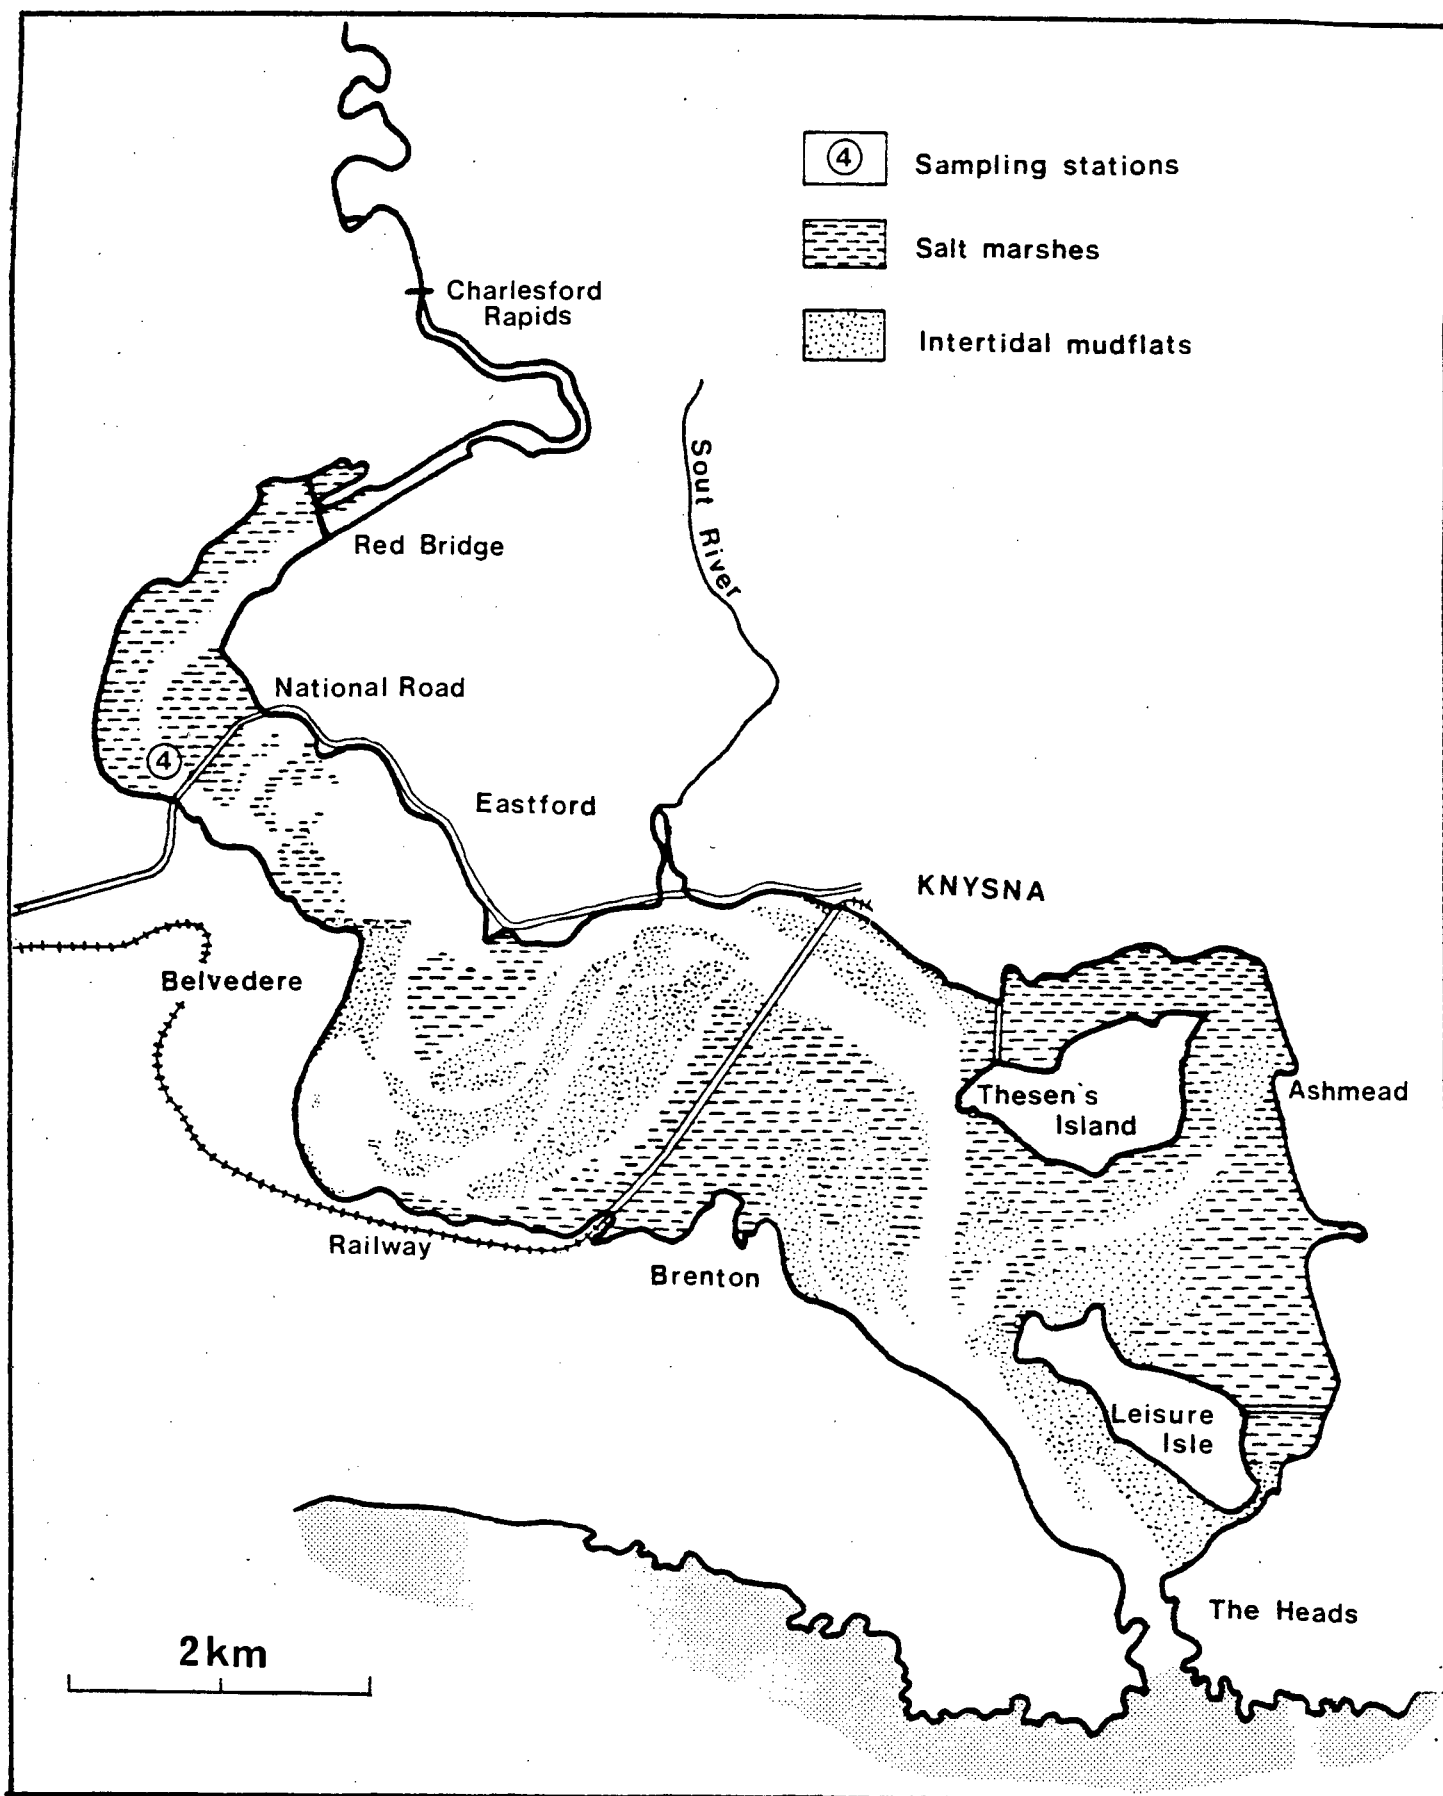 ④
Sampling stations
Salt marshes
Charlesford
Rapids
Intertidal mudflats
Sout River
Red Bridge
National Road
④
Eastford
KNYSNA
Belvedere
Thesen's
Island
Ashmead
Railway
Brenton
Leisure
Isle
The Heads
2km